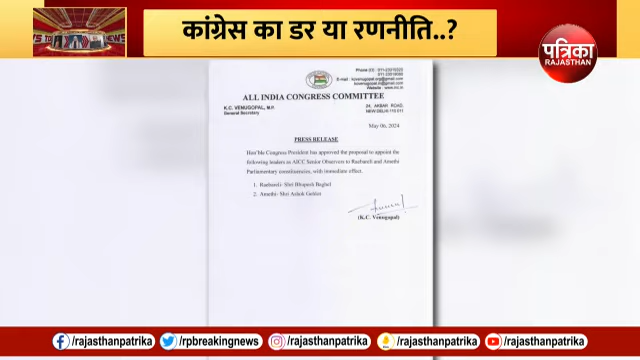 कांग्रेस का डर या रणनीति..?
पत्रिका
RAJASTHAN
NEWS
ALL INDIA CONGRESS COMMITTEE
K.C. VENUGOPAL, M.P.
General Secretary
24, AKBAR ROAD,
NEW DELHI 110 011
May 06, 2024
PRESS RELEASE
Hon'ble Congress President has approved the proposal to appoint the
following leaders as AICC Senior Observers to Raebareli and Amethi
Parliamentary constituencies, with immediate effect.
1. Raebareli- Shri Bhupesh Baghel
2. Amethi- Shri Ashok Gehlot
(K.C. Venugopal)
/rajasthanpatrika
/rpbreakingnews
/rajasthanpatrika
/rajasthanpatrika
/rajasthanpatrika